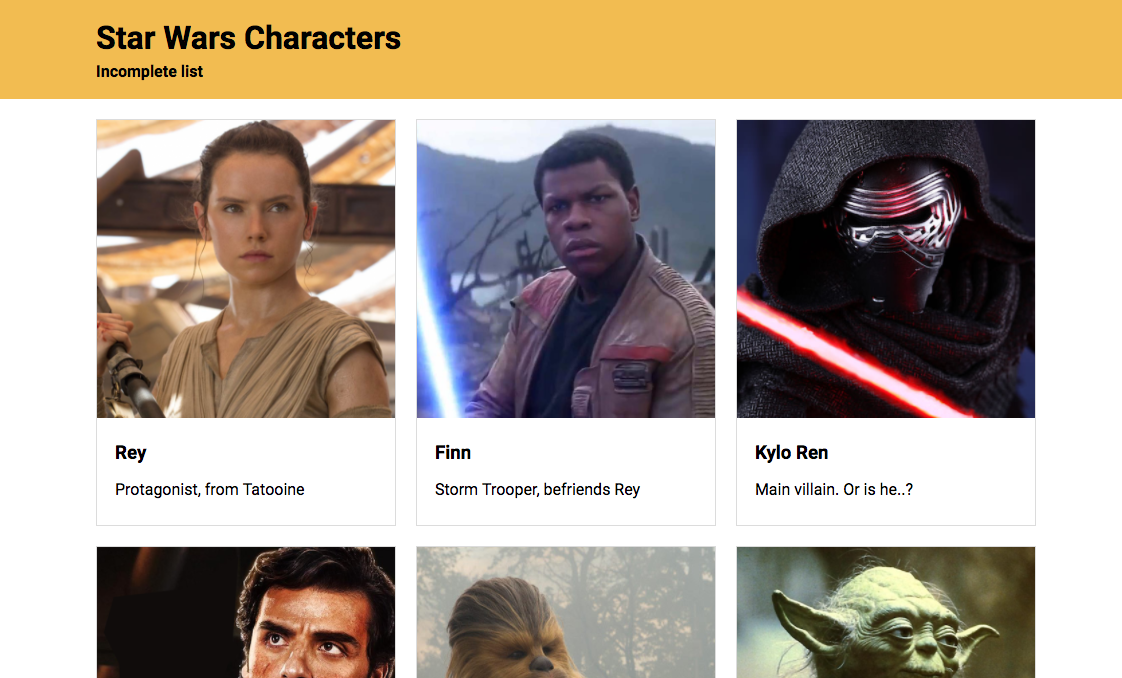 Star Wars Characters
Incomplete list
Rey
Protagonist, from Tatooine
Finn
Storm Trooper, befriends Rey
Kylo Ren
Main villain. Or is he..?